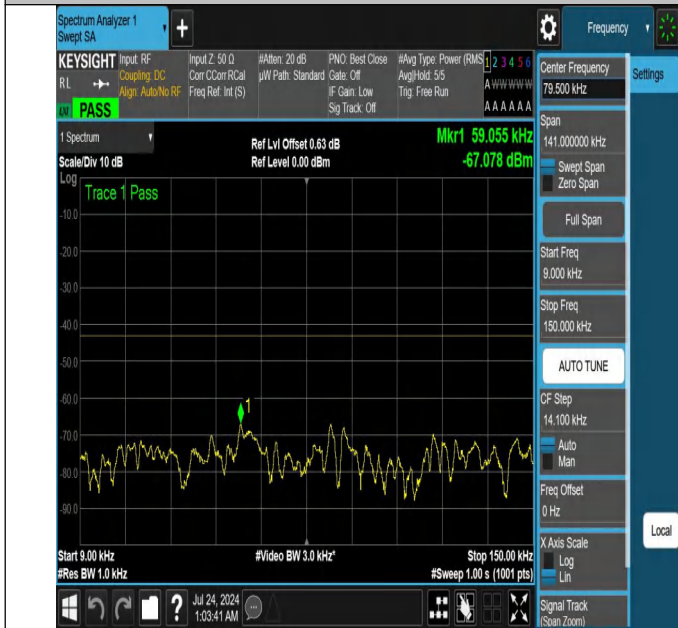 Spectrum Analyzer 1
Swept SA
Frequency
KEYSIGHT
RL
PASS
Input: RF
Coupling: DC
Align: Auto/No RF
Input Z: 50 Ω
Corr CCorr RCal
Freq Ref: Int (S)
#Atten: 20 dB
µW Path: Standard
PNO: Best Close
Gate: Off
IF Gain: Low
Sig Track: Off
#Avg Type: Power (RMS
Avg|Hold: 5/5
Trig: Free Run
1 2 3 4 5 6
A W W W W W
A A A A A A
Center Frequency
79.500 kHz
Settings
Span
141.000000 kHz
Swept Span
Zero Span
Full Span
Start Freq
9.000 kHz
Stop Freq
150.000 kHz
AUTO TUNE
CF Step
14.100 kHz
Auto
Man
Freq Offset
0 Hz
X Axis Scale
Log
Lin
Signal Track
(Span Zoom)
Local
1 Spectrum
Scale/Div 10 dB
Log
Ref Lvl Offset 0.63 dB
Ref Level 0.00 dBm
Mkr1 59.055 kHz
-67.078 dBm
Trace 1 Pass
-10.0
-20.0
-30.0
-40.0
-50.0
-60.0
-70.0
-80.0
-90.0
1
Start 9.00 kHz
#Res BW 1.0 kHz
#Video BW 3.0 kHz*
Stop 150.00 kHz
#Sweep 1.00 s (1001 pts)
?
Jul 24, 2024
1:03:41 AM